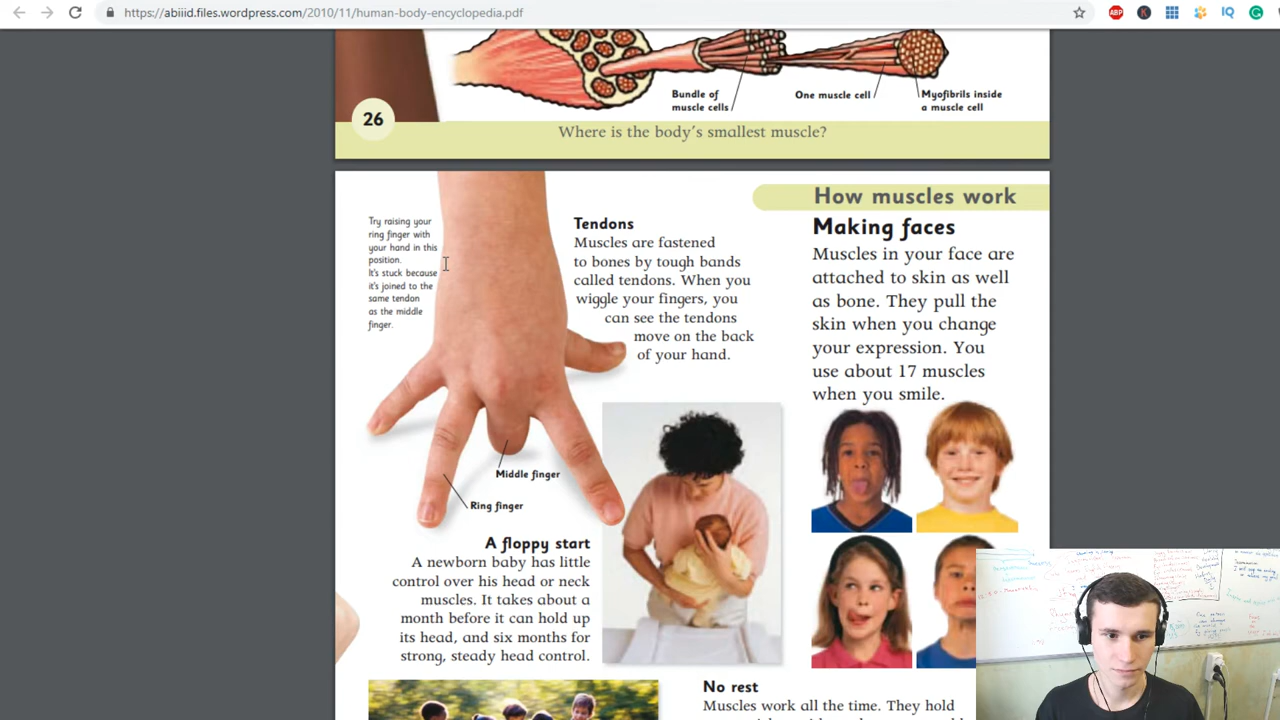 https://abiiid.files.wordpress.com/2010/11/human-body-encyclopedia.pdf
ABP
K
IQ
G
Bundle of
muscle cells
One muscle cell
Myofibrils inside
a muscle cell
26
Where is the body's smallest muscle?
How muscles work
Try raising your
ring finger with
your hand in this
position.
It's stuck because
it's joined to the
same tendon
as the middle
finger.
Tendons
Muscles are fastened
to bones by tough bands
called tendons. When you
wiggle your fingers, you
can see the tendons
move on the back
of your hand.
Making faces
Muscles in your face are
attached to skin as well
as bone. They pull the
skin when you change
your expression. You
use about 17 muscles
when you smile.
Middle finger
Ring finger
A floppy start
A newborn baby has little
control over his head or neck
muscles. It takes about a
month before it can hold up
its head, and six months for
strong, steady head control.
No rest
Muscles work all the time. They hold